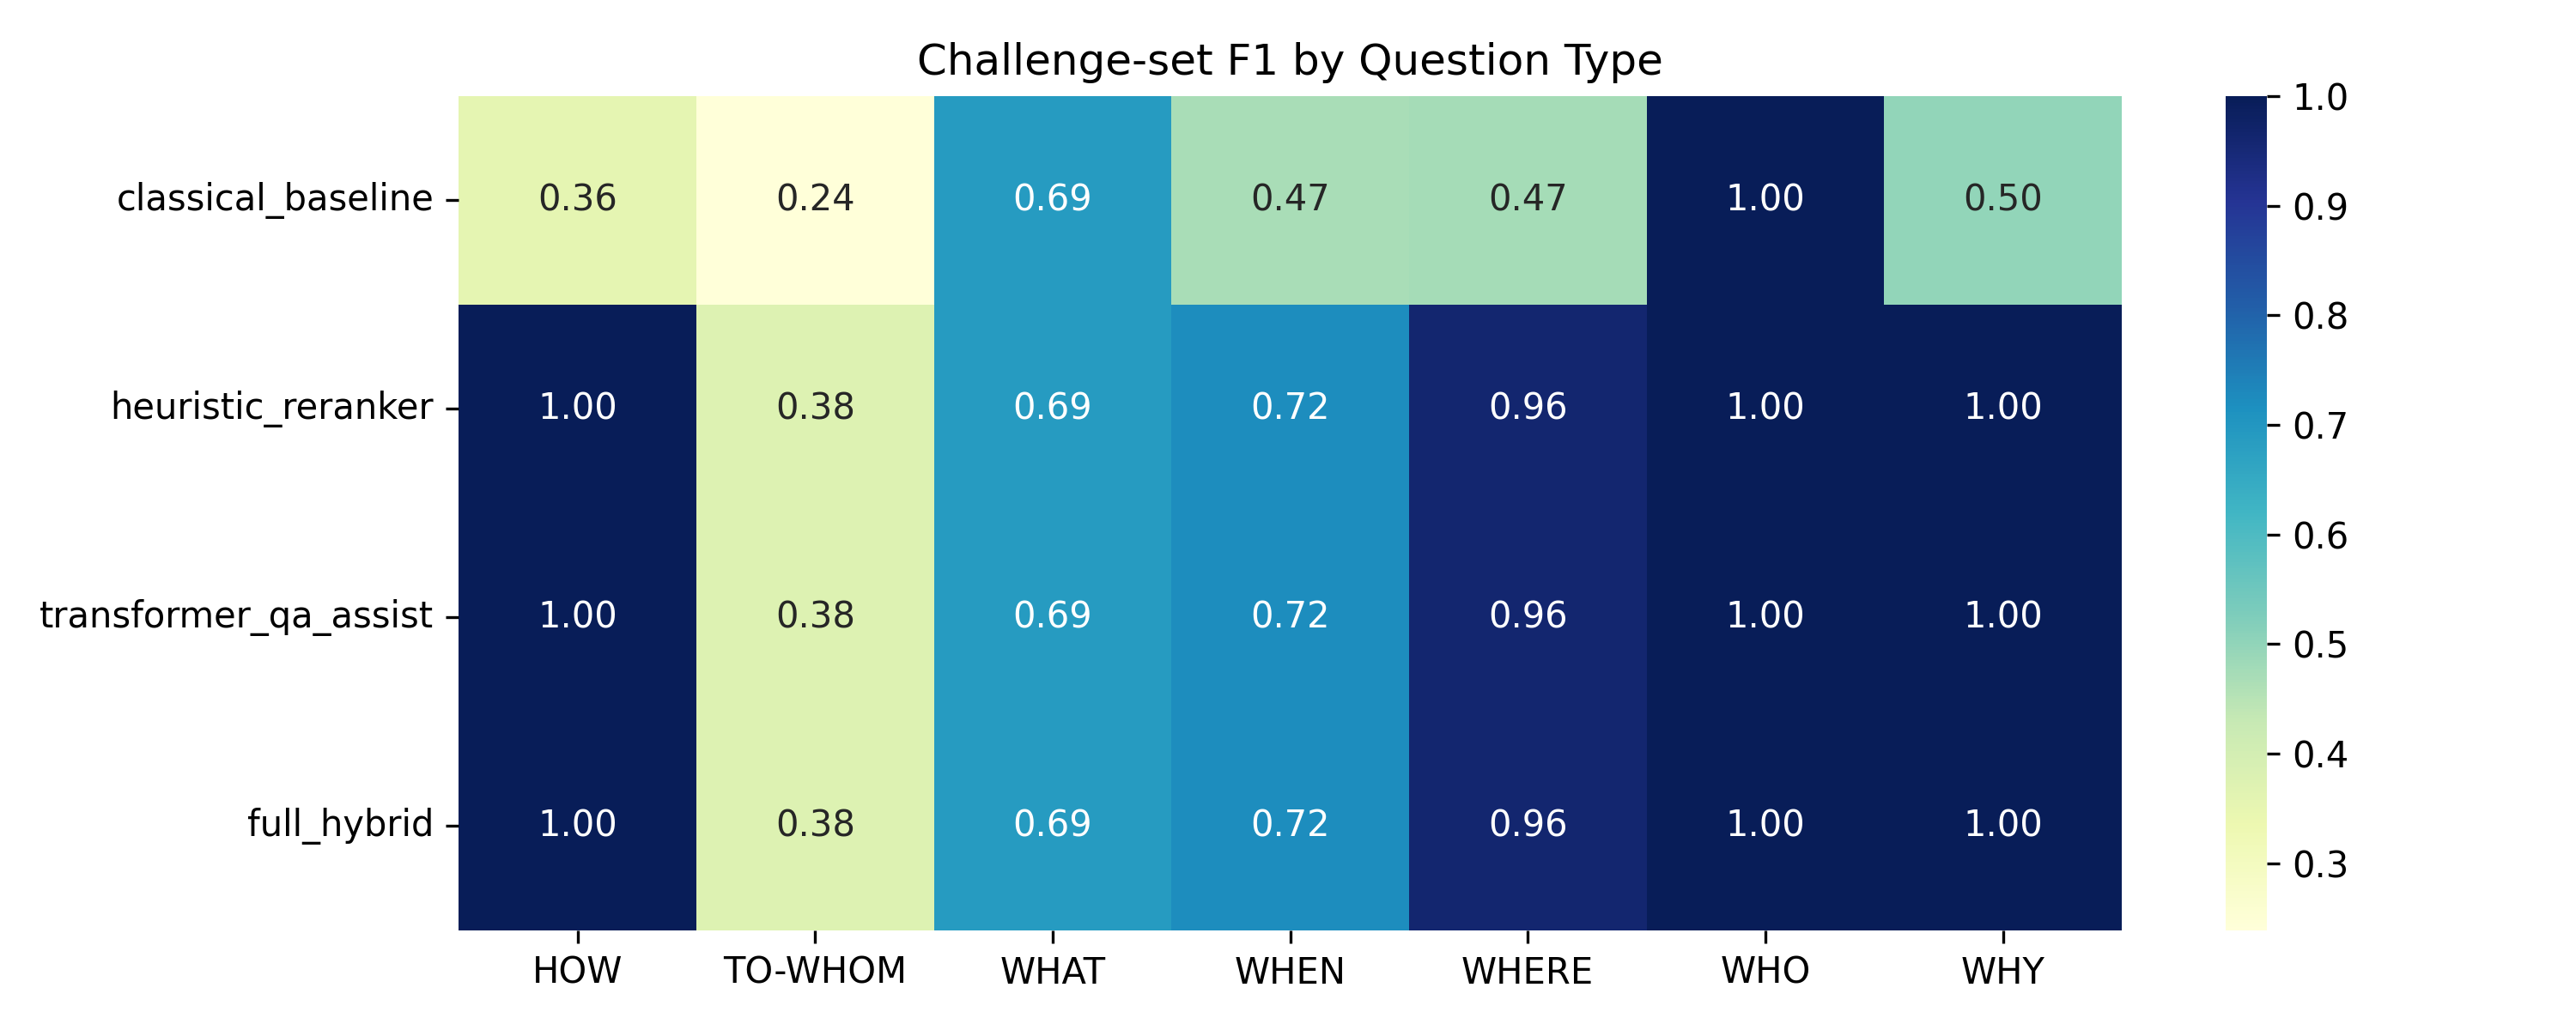 Challenge-set F1 by Question Type
classical_baseline 0.36 0.24 0.69 0.47 0.47 1.00 0.50
heuristic_reranker 1.00 0.38 0.69 0.72 0.96 1.00 1.00
transformer_qa_assist 1.00 0.38 0.69 0.72 0.96 1.00 1.00
full_hybrid 1.00 0.38 0.69 0.72 0.96 1.00 1.00
HOW TO-WHOM WHAT WHEN WHERE WHO WHY
1.0
0.9
0.8
0.7
0.6
0.5
0.4
0.3